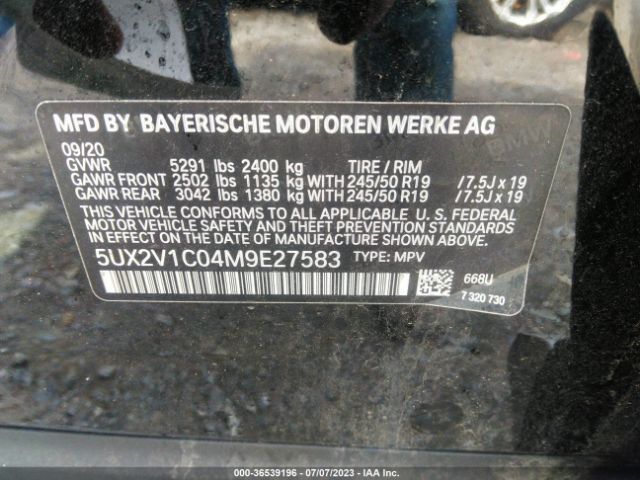 MFD BY BAYERISCHE MOTOREN WERKE AG
09/20
GVWR 5291 lbs 2400 kg TIRE / RIM
GAWR FRONT 2502 lbs 1135 kg WITH 245/50 R19 /7.5J x 19
GAWR REAR 3042 lbs 1380 kg WITH 245/50 R19 /7.5J x 19
THIS VEHICLE CONFORMS TO ALL APPLICABLE U. S. FEDERAL
MOTOR VEHICLE SAFETY AND THEFT PREVENTION STANDARDS
IN EFFECT ON THE DATE OF MANUFACTURE SHOWN ABOVE.
5UX2V1C04M9E27583 TYPE: MPV
668U
7 320 730
000-36539196 - 07/07/2023 - IAA Inc.